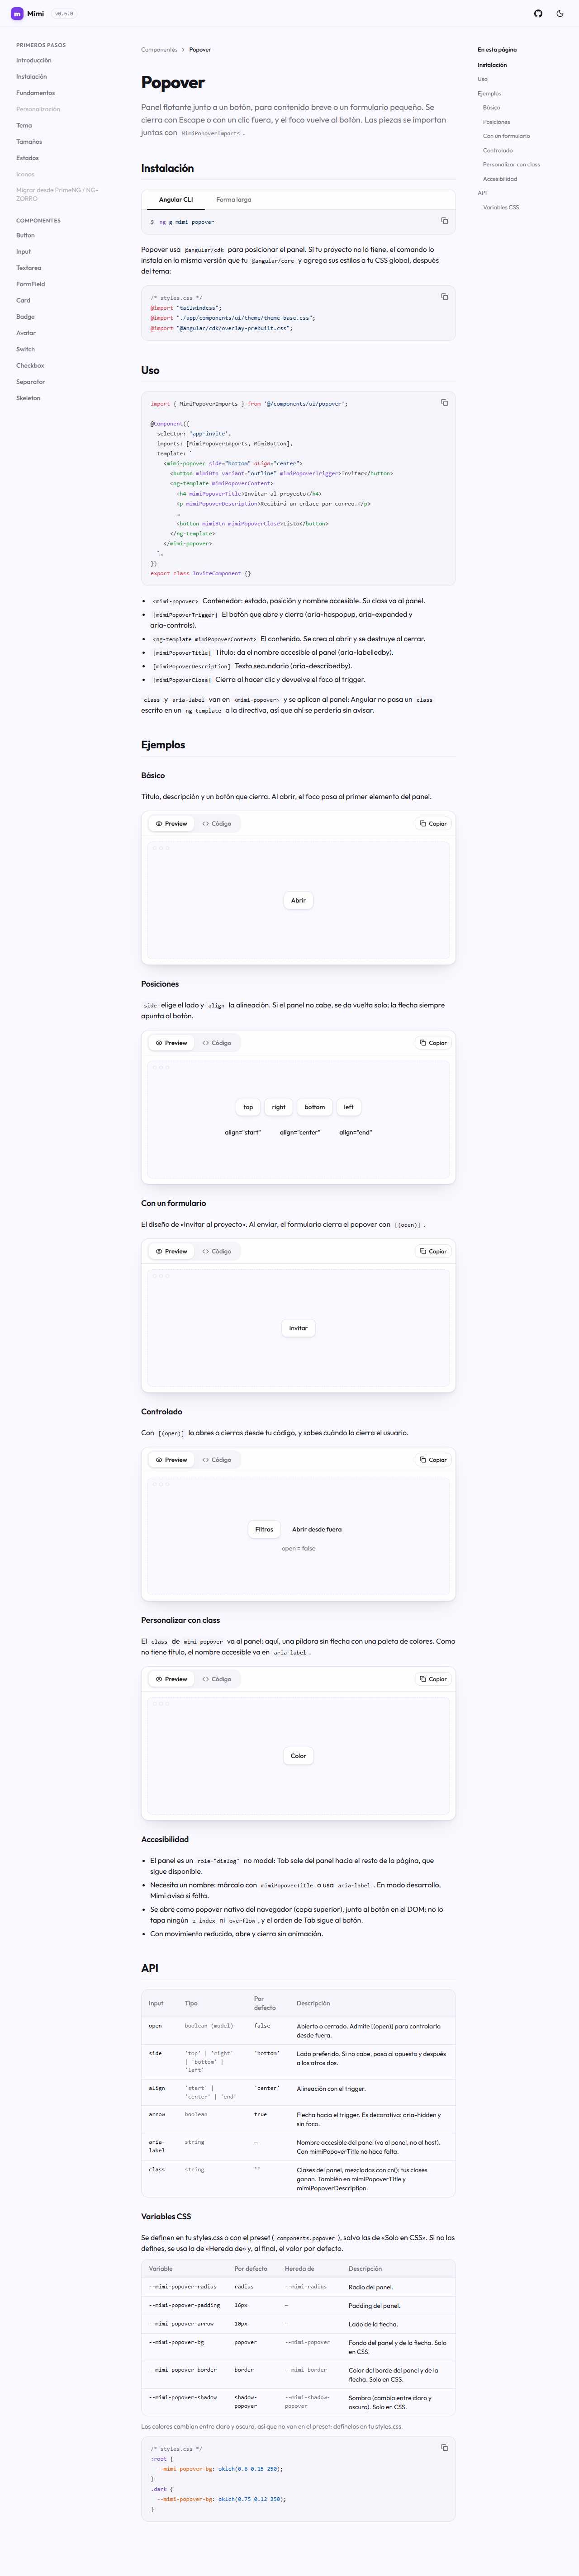 m Mimi v0.6.0
PRIMEROS PASOS
Introducción
Instalación
Fundamentos
Personalización
Tema
Tamaños
Estados
Iconos
Migrar desde PrimeNG / NG-
ZORRO
COMPONENTES
Button
Input
Textarea
FormField
Card
Badge
Avatar
Switch
Checkbox
Separator
Skeleton
Componentes > Popover
Popover
Panel flotante junto a un botón, para contenido breve o un formulario pequeño. Se
cierra con Escape o con un clic fuera, y el foco vuelve al botón. Las piezas se importan
juntas con MimiPopoverImports .
Instalación
Angular CLI Forma larga
$ ng g mimi popover
Popover usa @angular/cdk para posicionar el panel. Si tu proyecto no lo tiene, el comando lo
instala en la misma versión que tu @angular/core y agrega sus estilos a tu CSS global, después
del tema:
/* styles.css */
@import "tailwindcss";
@import "./app/components/ui/theme/theme-base.css";
@import "@angular/cdk/overlay-prebuilt.css";
Uso
import { MimiPopoverImports } from '@/components/ui/popover';
@Component({
selector: 'app-invite',
imports: [MimiPopoverImports, MimiButton],
template: `
<mimi-popover side="bottom" align="center">
<button mimiBtn variant="outline" mimiPopoverTrigger>Invitar</button>
<ng-template mimiPopoverContent>
<h4 mimiPopoverTitle>Invitar al proyecto</h4>
<p mimiPopoverDescription>Recibirá un enlace por correo.</p>
…
<button mimiBtn mimiPopoverClose>Listo</button>
</ng-template>
</mimi-popover>
`,
})
export class InviteComponent {}
• <mimi-popover> Contenedor: estado, posición y nombre accesible. Su class va al panel.
• [mimiPopoverTrigger] El botón que abre y cierra (aria-haspopup, aria-expanded y
aria-controls).
• <ng-template mimiPopoverContent> El contenido. Se crea al abrir y se destruye al cerrar.
• [mimiPopoverTitle] Título: da el nombre accesible al panel (aria-labelledby).
• [mimiPopoverDescription] Texto secundario (aria-describedby).
• [mimiPopoverClose] Cierra al hacer clic y devuelve el foco al trigger.
class y aria-label van en <mimi-popover> y se aplican al panel: Angular no pasa un class
escrito en un ng-template a la directiva, así que ahí se perdería sin avisar.
Ejemplos
Básico
Título, descripción y un botón que cierra. Al abrir, el foco pasa al primer elemento del panel.
Preview Código Copiar
Abrir
Posiciones
side elige el lado y align la alineación. Si el panel no cabe, se da vuelta solo; la flecha siempre
apunta al botón.
Preview Código Copiar
top right bottom left
align="start" align="center" align="end"
Con un formulario
El diseño de «Invitar al proyecto». Al enviar, el formulario cierra el popover con [(open)] .
Preview Código Copiar
Invitar
Controlado
Con [(open)] lo abres o cierras desde tu código, y sabes cuándo lo cierra el usuario.
Preview Código Copiar
Filtros Abrir desde fuera
open = false
Personalizar con class
El class de mimi-popover va al panel: aquí, una píldora sin flecha con una paleta de colores. Como
no tiene título, el nombre accesible va en aria-label .
Preview Código Copiar
Color
Accesibilidad
• El panel es un role="dialog" no modal: Tab sale del panel hacia el resto de la página, que
sigue disponible.
• Necesita un nombre: márcalo con mimiPopoverTitle o usa aria-label . En modo desarrollo,
Mimi avisa si falta.
• Se abre como popover nativo del navegador (capa superior), junto al botón en el DOM: no lo
tapa ningún z-index ni overflow , y el orden de Tab sigue al botón.
• Con movimiento reducido, abre y cierra sin animación.
API
Input Tipo Por defecto Descripción
open boolean (model) false Abierto o cerrado. Admite [(open)] para controlarlo
desde fuera.
side 'top' | 'right' | 'bottom' | 'left' 'bottom' Lado preferido. Si no cabe, pasa al opuesto y después
a los otros dos.
align 'start' | 'center' | 'end' 'center' Alineación con el trigger.
arrow boolean true Flecha hacia el trigger. Es decorativa: aria-hidden y
sin foco.
aria-label string — Nombre accesible del panel (va al panel, no al host).
Con mimiPopoverTitle no hace falta.
class string '' Clases del panel, mezcladas con cn(): tus clases
ganan. También en mimiPopoverTitle y
mimiPopoverDescription.
Variables CSS
Se definen en tu styles.css o con el preset ( components.popover ), salvo las de «Solo en CSS». Si no las
defines, se usa la de «Hereda de» y, al final, el valor por defecto.
Variable Por defecto Hereda de Descripción
--mimi-popover-radius radius --mimi-radius Radio del panel.
--mimi-popover-padding 16px — Padding del panel.
--mimi-popover-arrow 10px — Lado de la flecha.
--mimi-popover-bg popover --mimi-popover Fondo del panel y de la flecha. Solo
en CSS.
--mimi-popover-border border --mimi-border Color del borde del panel y de la
flecha. Solo en CSS.
--mimi-popover-shadow shadow-popover --mimi-shadow-popover Sombra (cambia entre claro y
oscuro). Solo en CSS.
Los colores cambian entre claro y oscuro, así que no van en el preset: defínelos en tu styles.css.
/* styles.css */
:root {
--mimi-popover-bg: oklch(0.6 0.15 250);
}
.dark {
--mimi-popover-bg: oklch(0.75 0.12 250);
}
En esta página
Instalación
Uso
Ejemplos
Básico
Posiciones
Con un formulario
Controlado
Personalizar con class
Accesibilidad
API
Variables CSS